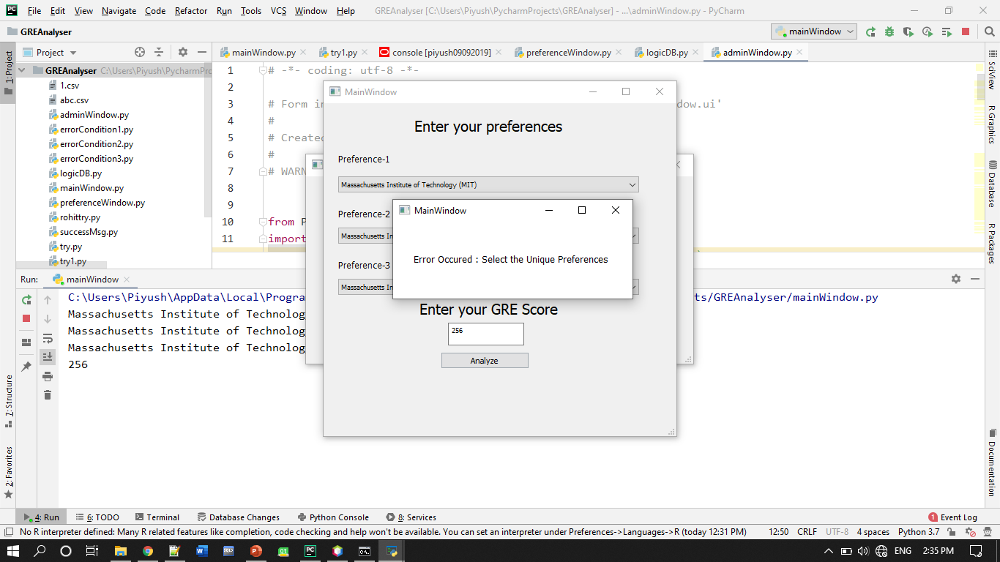 File Edit View Navigate Code Refactor Run Tools VCS Window Help GREAnalyser [C:\Users\Piyush\PycharmProjects\GREAnalyser] - ...\adminWindow.py - PyCharm
GREAnalyser
mainWindow
1: Project
Project
mainWindow.py
try1.py
console [piyush09092019]
preferenceWindow.py
logicDB.py
adminWindow.py
GREAnalyser C:\Users\Piyush\PycharmPro
1.csv
abc.csv
adminWindow.py
errorCondition1.py
errorCondition2.py
errorCondition3.py
logicDB.py
mainWindow.py
preferenceWindow.py
rohittry.py
successMsg.py
try.py
try1.py
1 # -*- coding: utf-8 -*-
2
3 # Form in dow.ui'
4 #
5 # Created
6 #
7 # WARN
8
9
10 from P
11 import
MainWindow
Enter your preferences
Preference-1
Massachusetts Institute of Technology (MIT)
Preference-2
Massachusetts In
Preference-3
Massachusetts In
MainWindow
Error Occured : Select the Unique Preferences
Enter your GRE Score
256
Analyze
SciView
R Graphics
Database
R Packages
Documentation
Run: mainWindow
C:\Users\Piyush\AppData\Local\Progra ts/GREAnalyser/mainWindow.py
Massachusetts Institute of Technolog
Massachusetts Institute of Technolog
Massachusetts Institute of Technolog
256
7: Structure
2: Favorites
4: Run 6: TODO Terminal Database Changes Python Console 8: Services 1 Event Log
No R interpreter defined: Many R related features like completion, code checking and help won't be available. You can set an interpreter under Preferences->Languages->R (today 12:31 PM) 12:50 CRLF UTF-8 4 spaces Python 3.7
ENG 2:35 PM